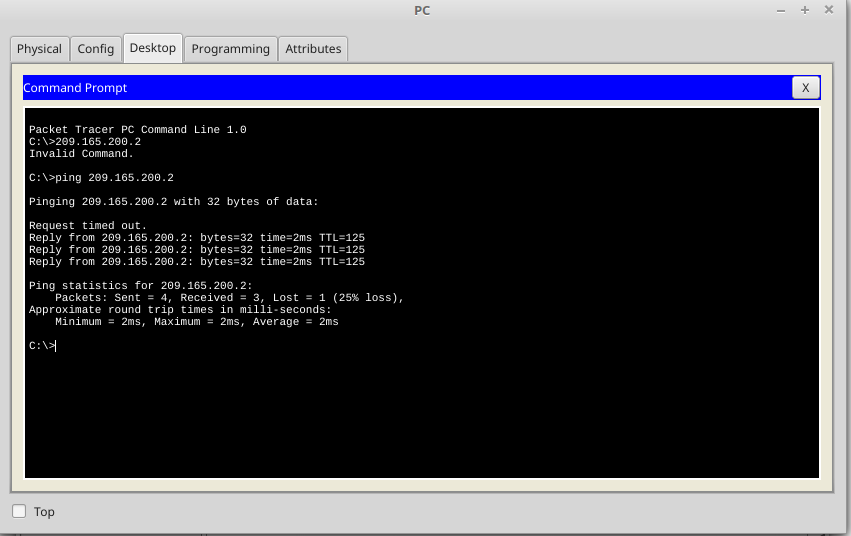 PC
Physical Config Desktop Programming Attributes
Command Prompt X
Packet Tracer PC Command Line 1.0
C:\>209.165.200.2
Invalid Command.
C:\>ping 209.165.200.2
Pinging 209.165.200.2 with 32 bytes of data:
Request timed out.
Reply from 209.165.200.2: bytes=32 time=2ms TTL=125
Reply from 209.165.200.2: bytes=32 time=2ms TTL=125
Reply from 209.165.200.2: bytes=32 time=2ms TTL=125
Ping statistics for 209.165.200.2:
Packets: Sent = 4, Received = 3, Lost = 1 (25% loss),
Approximate round trip times in milli-seconds:
Minimum = 2ms, Maximum = 2ms, Average = 2ms
C:\>
Top